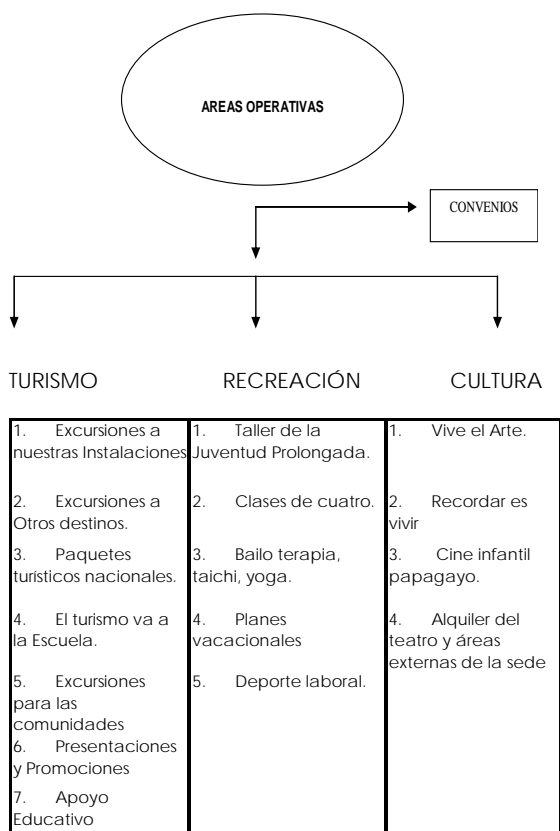 AREAS OPERATIVAS
CONVENIOS
TURISMO
RECREACIÓN
CULTURA
1. Excursiones a
nuestras Instalaciones
2. Excursiones a
Otros destinos.
3. Paquetes
turísticos nacionales.
4. El turismo va a
la Escuela.
5. Excursiones
para las
comunidades
6. Presentaciones
y Promociones
7. Apoyo
Educativo
1. Taller de la
Juventud Prolongada.
2. Clases de cuatro.
3. Bailo terapia,
taichi, yoga.
4. Planes
vacacionales
5. Deporte laboral.
1. Vive el Arte.
2. Recordar es
vivir
3. Cine infantil
papagayo.
4. Alquiler del
teatro y áreas
externas de la sede